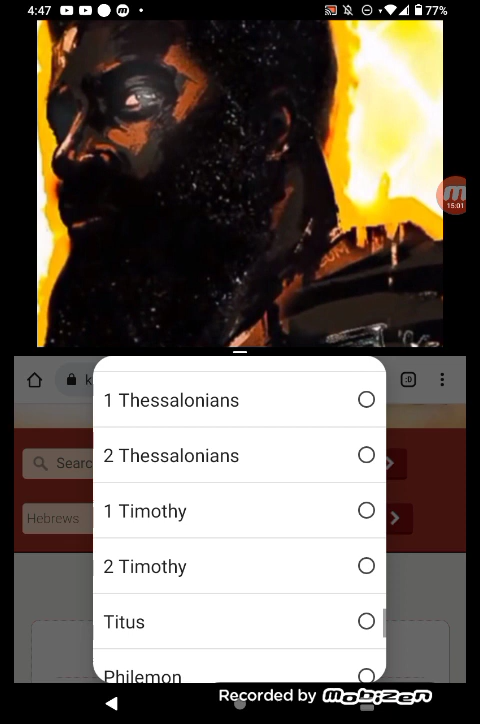 4:47
77%
15:01
k
:D
1 Thessalonians
2 Thessalonians
1 Timothy
2 Timothy
Titus
Philemon
Searc
Hebrews
Recorded by Mobizen